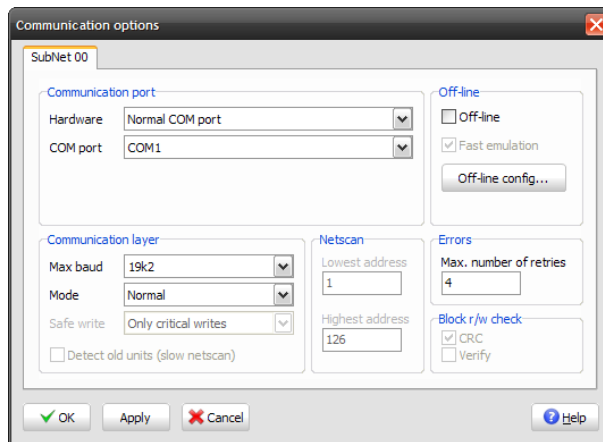 Communication options
SubNet 00
Communication port
Hardware Normal COM port
COM port COM1
Off-line
Off-line
Fast emulation
Off-line config...
Communication layer
Max baud 19k2
Mode Normal
Safe write Only critical writes
Detect old units (slow netscan)
Netscan
Lowest address
1
Highest address
126
Errors
Max. number of retries
4
Block r/w check
CRC
Verify
OK Apply Cancel Help